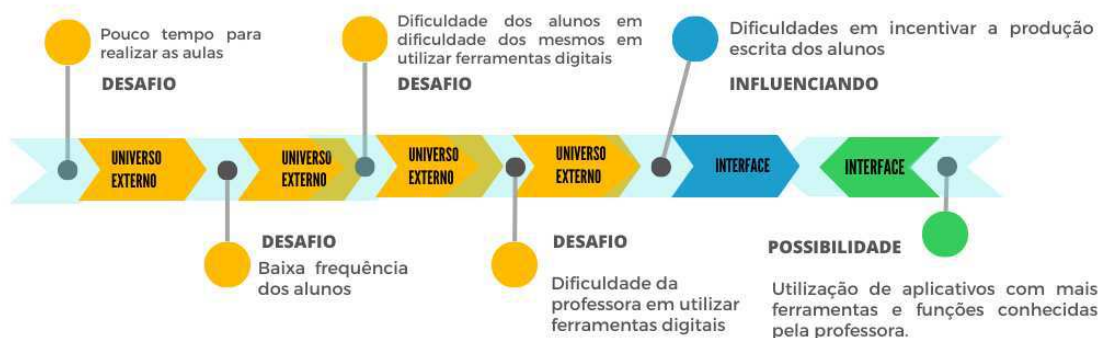 Pouco tempo para
realizar as aulas
DESAFIO
Dificuldade dos alunos em
dificuldade dos mesmos em
utilizar ferramentas digitais
DESAFIO
Dificuldades em incentivar a produção
escrita dos alunos
INFLUENCIANDO
UNIVERSO
EXTERNO
UNIVERSO
EXTERNO
UNIVERSO
EXTERNO
UNIVERSO
EXTERNO
INTERFACE
INTERFACE
DESAFIO
Baixa frequência
dos alunos
DESAFIO
Dificuldade da
professora em utilizar
ferramentas digitais
POSSIBILIDADE
Utilização de aplicativos com mais
ferramentas e funções conhecidas
pela professora.